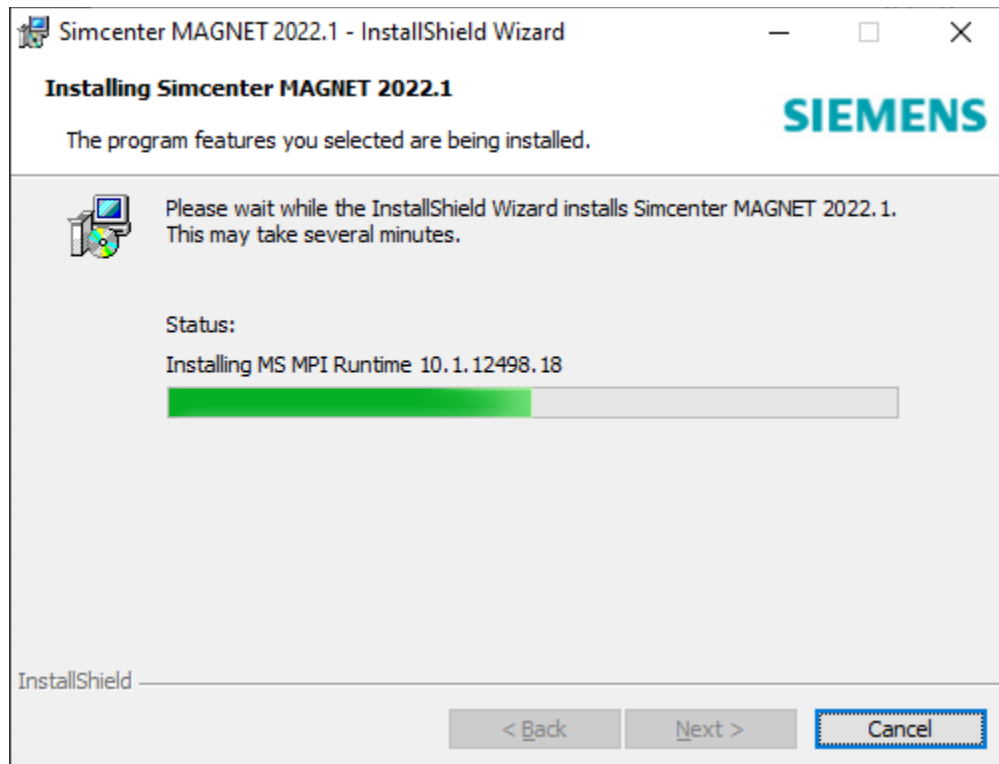 Simcenter MAGNET 2022.1 - InstallShield Wizard
Installing Simcenter MAGNET 2022.1
SIEMENS
The program features you selected are being installed.
Please wait while the InstallShield Wizard installs Simcenter MAGNET 2022.1.
This may take several minutes.
Status:
Installing MS MPI Runtime 10.1.12498.18
InstallShield
< Back
Next >
Cancel